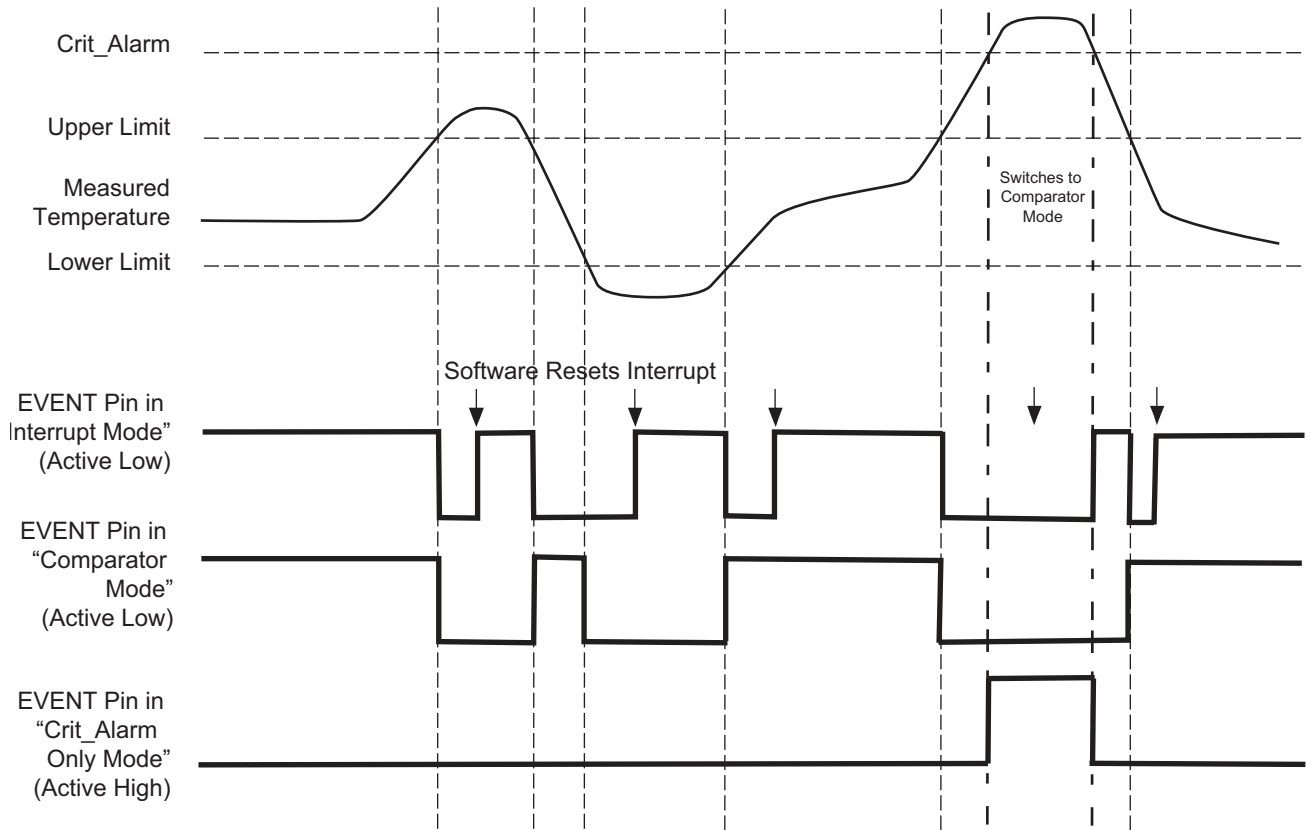 Crit_Alarm
Upper Limit
Measured
Temperature
Lower Limit
Switches to
Comparator
Mode
Software Resets Interrupt
EVENT Pin in
Interrupt Mode”
(Active Low)
EVENT Pin in
“Comparator
Mode”
(Active Low)
EVENT Pin in
“Crit_Alarm
Only Mode”
(Active High)